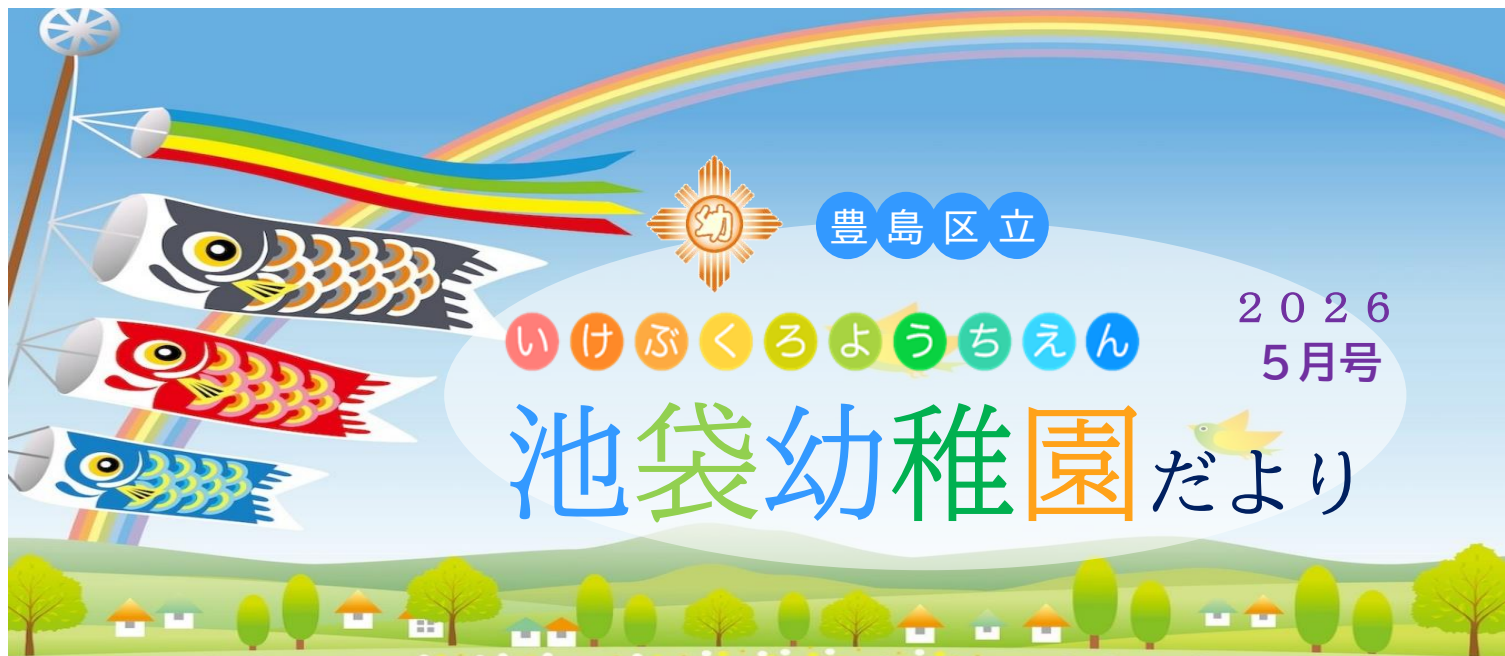 幼
豊島区立
いけぶくろようちえん
２０２６
５月号
池袋幼稚園だより